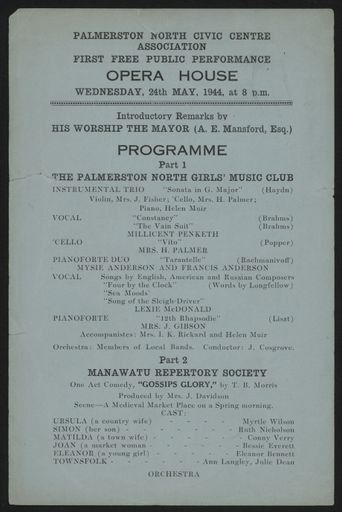 PALMERSTON NORTH CIVIC CENTRE
ASSOCIATION
FIRST FREE PUBLIC PERFORMANCE
OPERA HOUSE
WEDNESDAY, 24th MAY, 1944, at 8 p.m.
Introductory Remarks by
HIS WORSHIP THE MAYOR (A. E. Mansford, Esq.)
PROGRAMME
Part 1
THE PALMERSTON NORTH GIRLS' MUSIC CLUB
INSTRUMENTAL TRIO "Sonata in G. Major" (Haydn)
Violin, Mrs. J. Fisher; 'Cello, Mrs. H. Palmer;
Piano, Helen Muir
VOCAL "Constancy" (Brahms)
"The Vain Suit" (Brahms)
MILLICENT PENKETH
'CELLO "Vito" (Popper)
MRS. H. PALMER
PIANOFORTE DUO "Tarantelle" (Rachmanivoff)
MYSIE ANDERSON AND FRANCIS ANDERSON
VOCAL Songs by English, American and Russian Composers
"Four by the Clock" (Words by Longfellow)
"Sea Moods"
"Song of the Sleigh-Driver"
LEXIE McDONALD
PIANOFORTE "12th Rhapsodie" (Liszt)
MRS. J. GIBSON
Accompanistes: Mrs. I. K. Rickard and Helen Muir
Orchestra: Members of Local Bands. Conductor: J. Cosgrove.
Part 2
MANAWATU REPERTORY SOCIETY
One Act Comedy, "GOSSIPS GLORY," by T. B. Morris
Produced by Mrs. J. Davidson
Scene—A Medieval Market Place on a Spring morning.
CAST:
URSULA (a country wife) - - - - - Myrtle Wilson
SIMON (her son) - - - - - - Ruth Nicholson
MATILDA (a town wife) - - - - - Conny Verry
JOAN (a market woman - - - - - Bessie Everett
ELEANOR (a young girl) - - - - - Eleanor Bennett
TOWNSFOLK - - - - - - Ann Langley, Julie Dean
ORCHESTRA